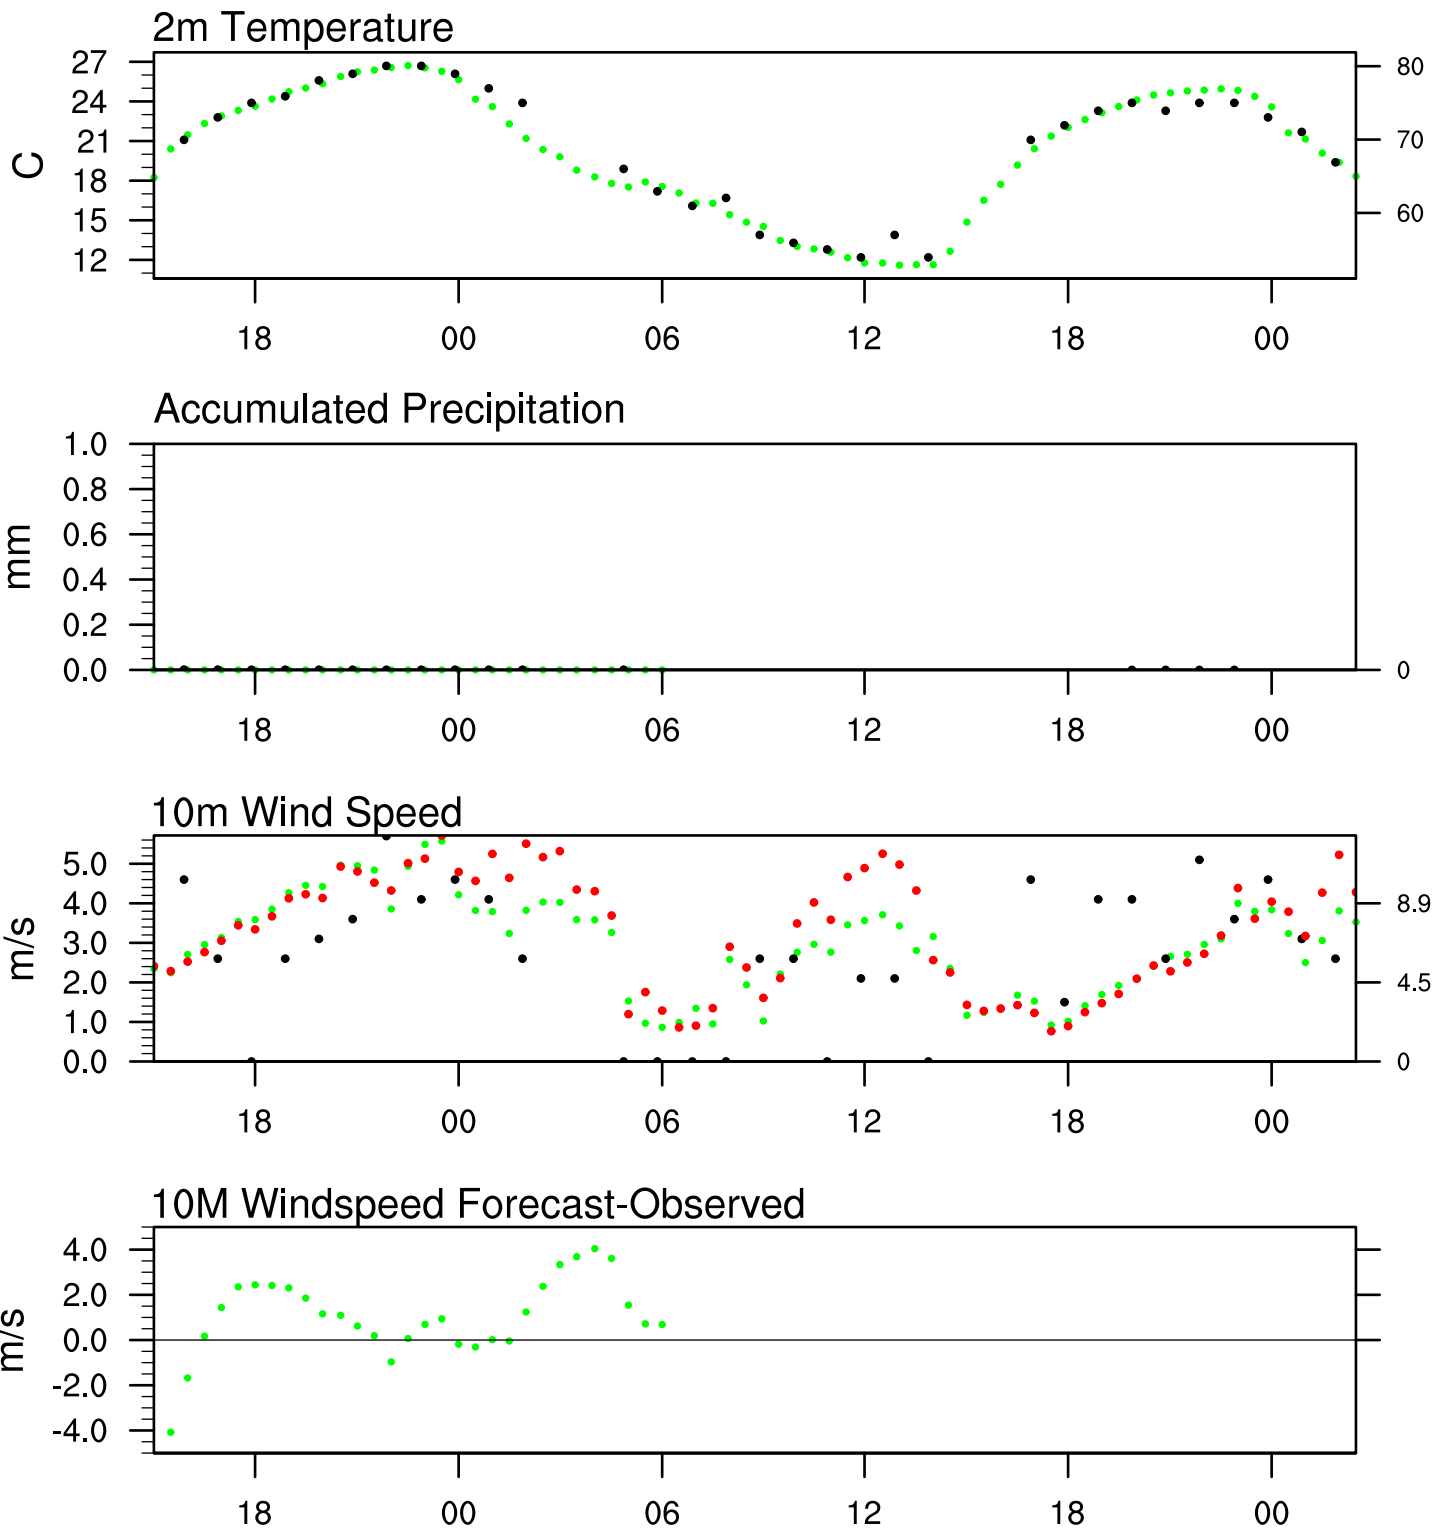 2m Temperature
27
24
21
18
15
12
C
80
70
60
18 00 06 12 18 00
Accumulated Precipitation
1.0
0.8
0.6
0.4
0.2
0.0
mm
0
18 00 06 12 18 00
10m Wind Speed
5.0
4.0
3.0
2.0
1.0
0.0
m/s
8.9
4.5
0
18 00 06 12 18 00
10M Windspeed Forecast-Observed
4.0
2.0
0.0
-2.0
-4.0
m/s
18 00 06 12 18 00